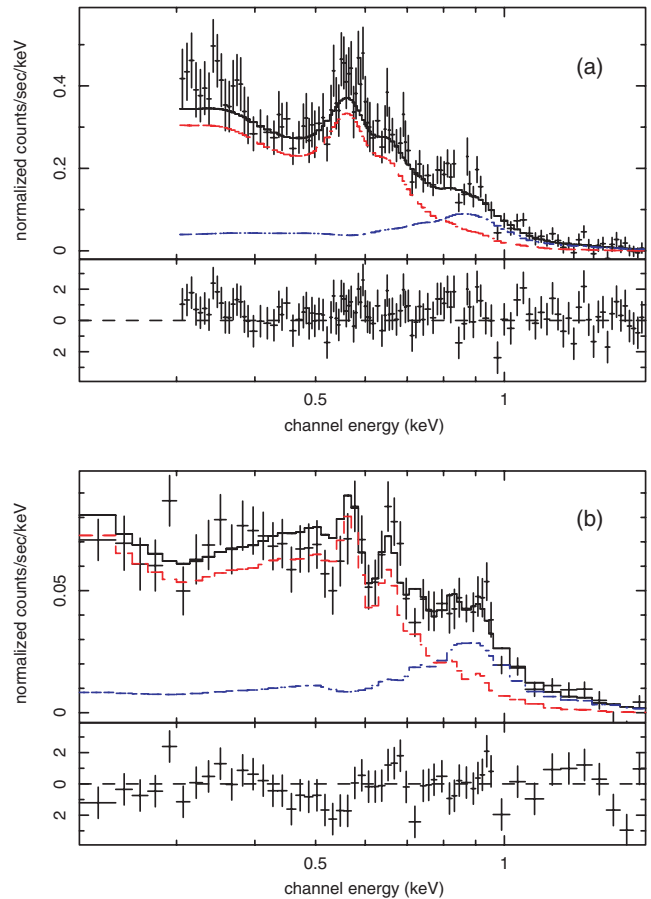 (a)
normalized counts/sec/keV
0.4
0.2
0
2
0
2
0.5
1
channel energy (keV)
(b)
normalized counts/sec/keV
0.05
0
2
0
2
0.5
1
channel energy (keV)